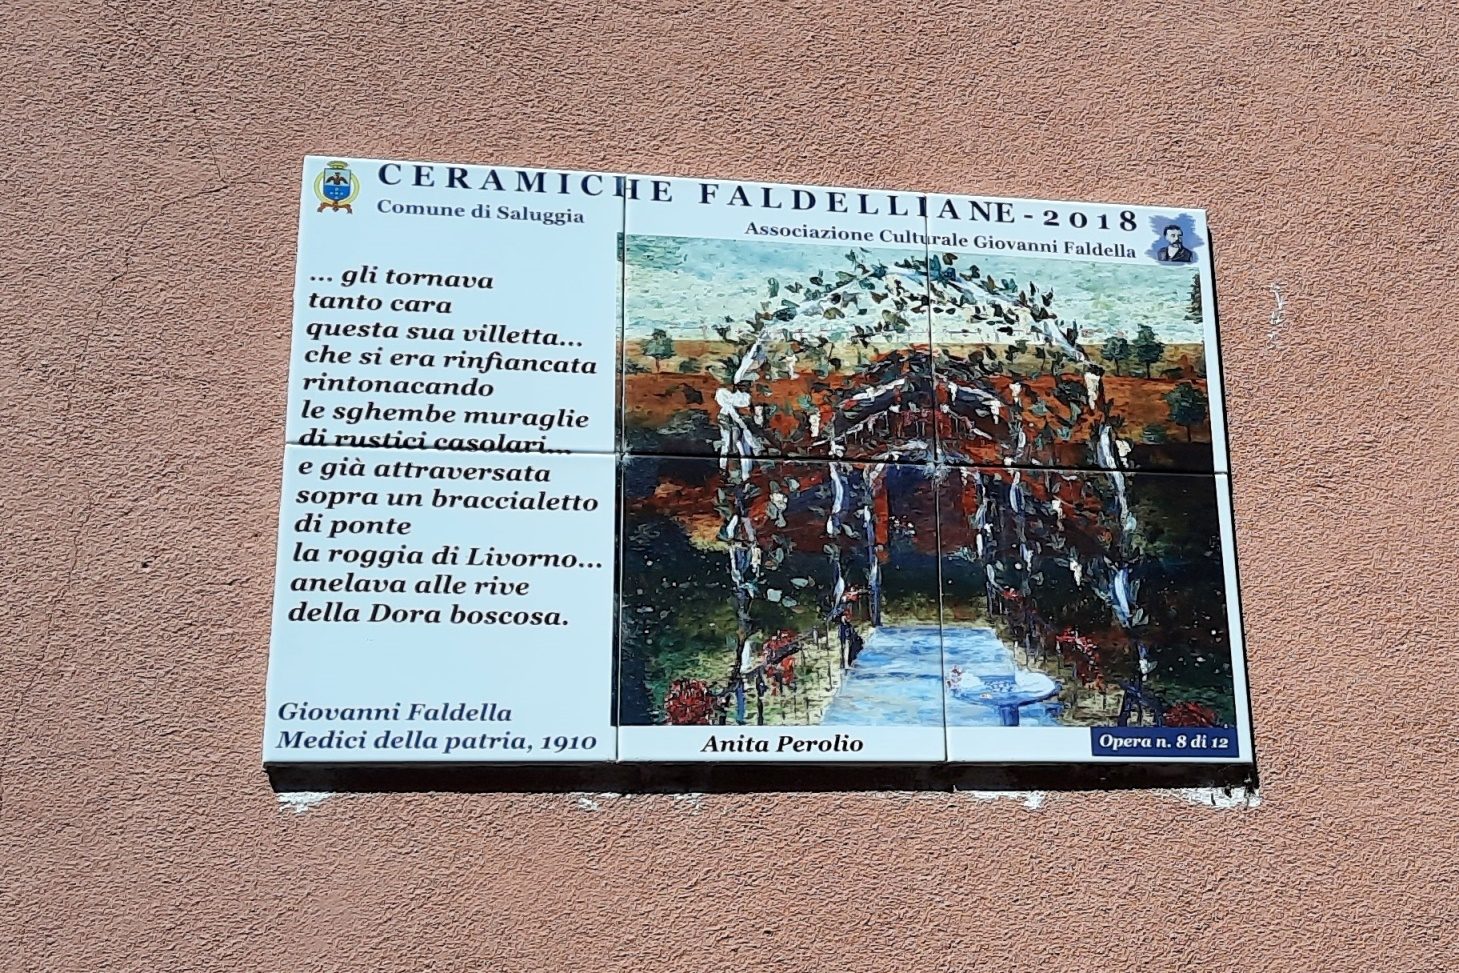 CERAMICHE FALDELLIANE - 2018
Comune di Saluggia
Associazione Culturale Giovanni Faldella
... gli tornava
tanto cara
questa sua villetta...
che si era rinfiancata
rintonacando
le sghembe muraglie
di rustici casolari...
e già attraversata
sopra un braccialetto
di ponte
la roggia di Livorno...
anelava alle rive
della Dora boscosa.
Giovanni Faldella
Medici della patria, 1910
Anita Perolio
Opera n. 8 di 12